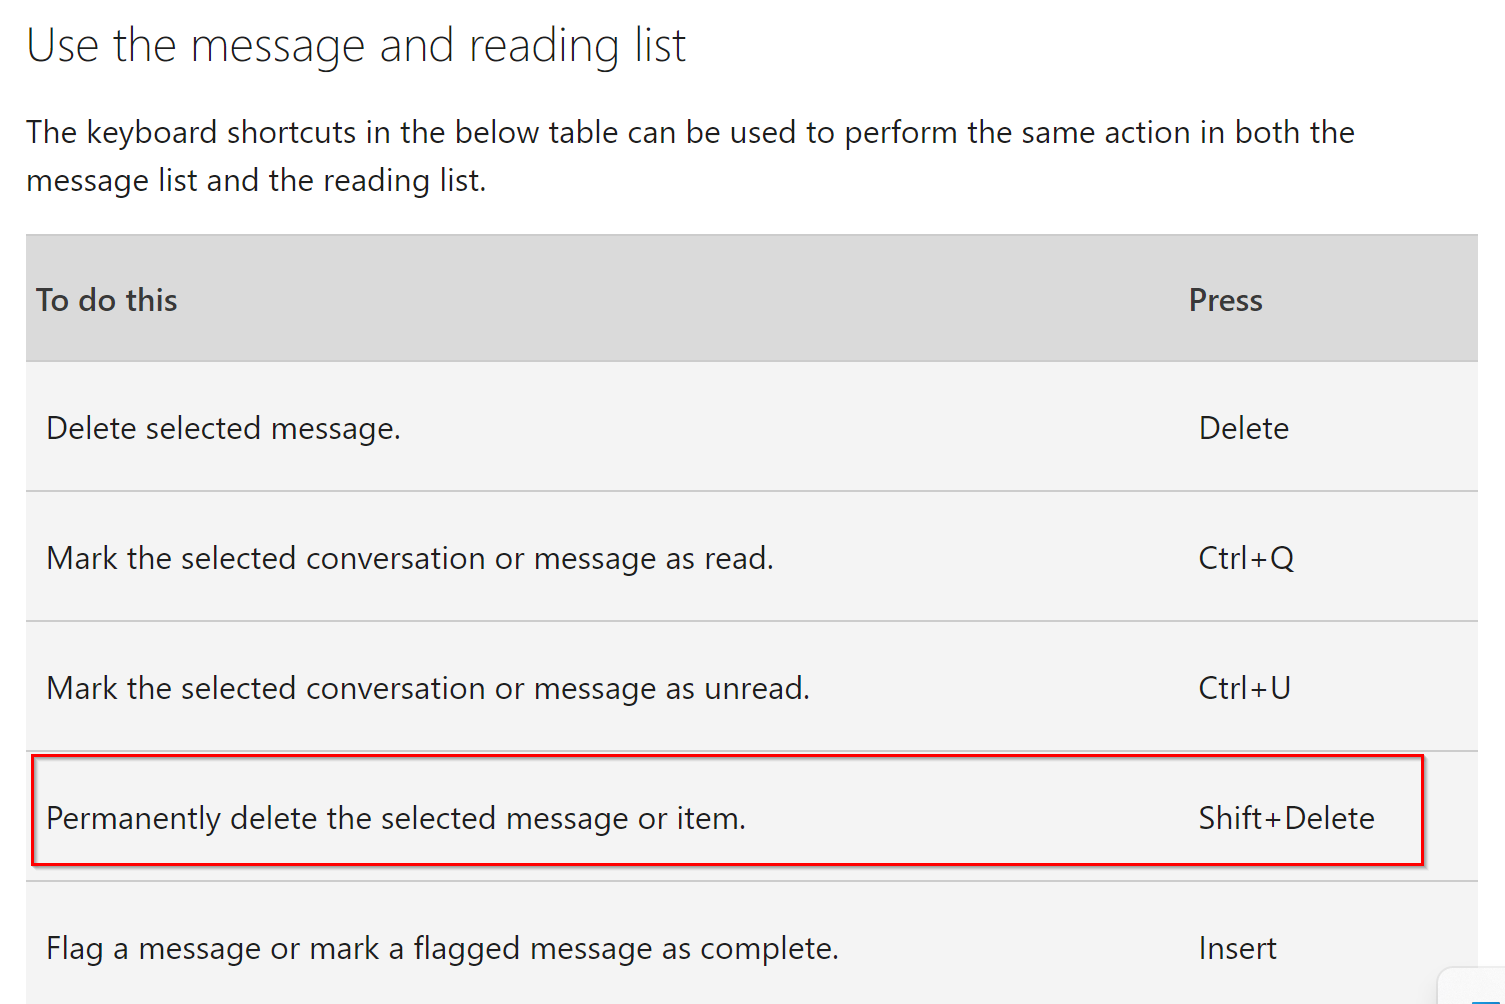 Use the message and reading list
The keyboard shortcuts in the below table can be used to perform the same action in both the
message list and the reading list.
To do this Press
Delete selected message. Delete
Mark the selected conversation or message as read. Ctrl+Q
Mark the selected conversation or message as unread. Ctrl+U
Permanently delete the selected message or item. Shift+Delete
Flag a message or mark a flagged message as complete. Insert